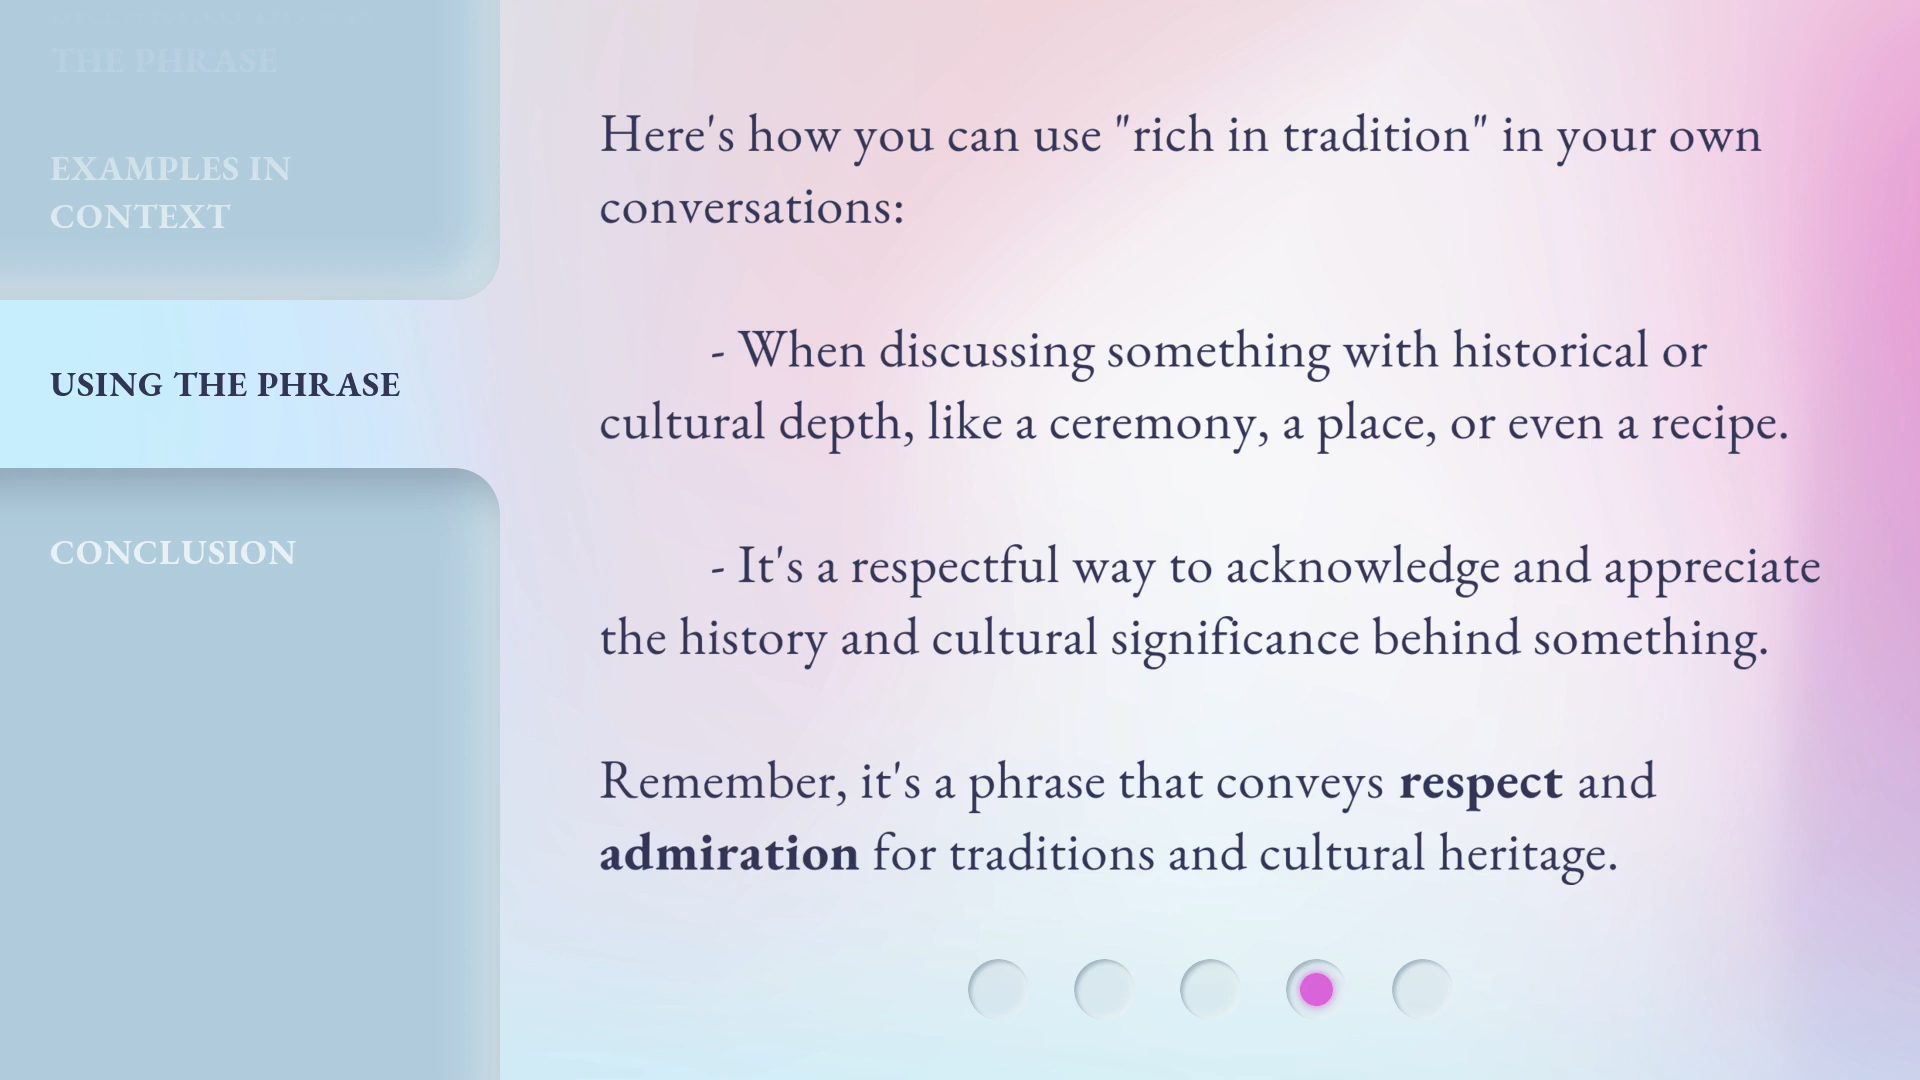 THE PHRASE
EXAMPLES IN
CONTEXT
USING THE PHRASE
CONCLUSION
Here's how you can use "rich in tradition" in your own
conversations:
- When discussing something with historical or
cultural depth, like a ceremony, a place, or even a recipe.
- It's a respectful way to acknowledge and appreciate
the history and cultural significance behind something.
Remember, it's a phrase that conveys respect and
admiration for traditions and cultural heritage.